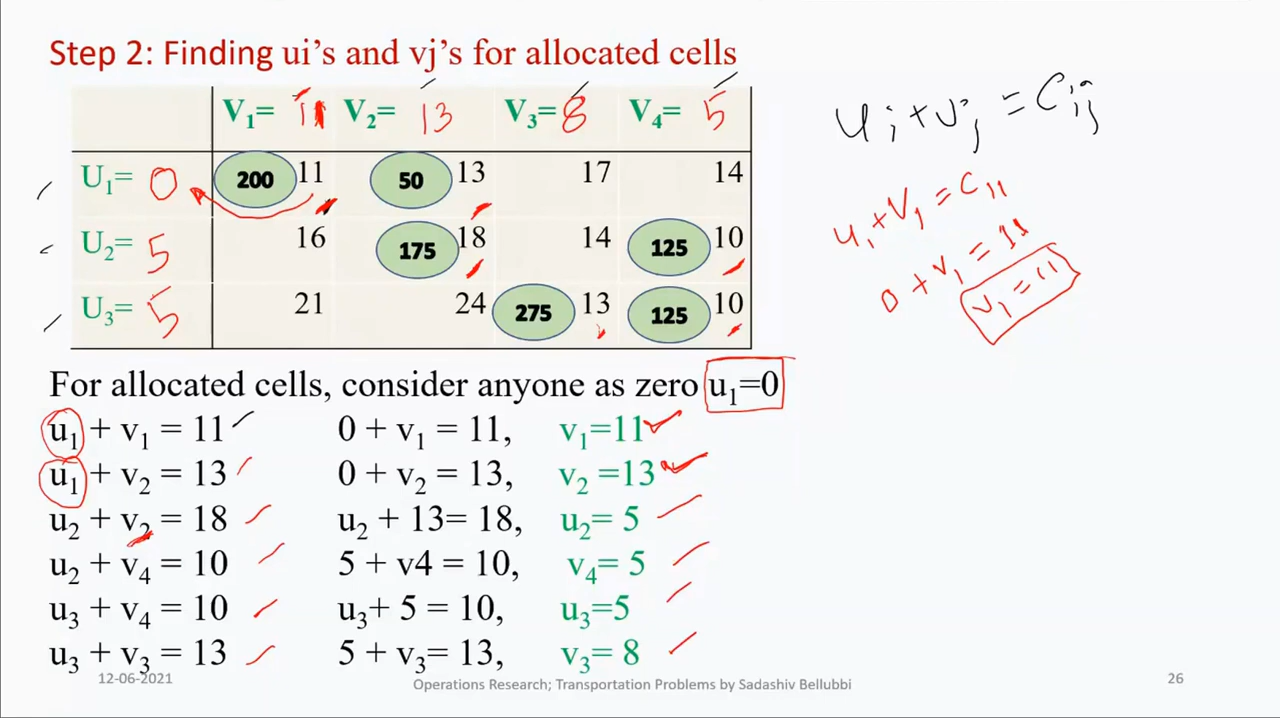 Step 2: Finding ui's and vj's for allocated cells
V₁= 11 V₂= 13 V₃= 8 V₄= 5
U₁= 0 200 11 50 13 17 14
U₂= 5 16 175 18 14 125 10
U₃= 5 21 24 275 13 125 10
uᵢ + vⱼ = Cᵢⱼ
u₁ + V₁ = C₁₁
0 + v₁ = 11
v₁ = 11
For allocated cells, consider anyone as zero u₁=0
u₁ + v₁ = 11 0 + v₁ = 11, v₁=11
u₁ + v₂ = 13 0 + v₂ = 13, v₂ =13
u₂ + v₂ = 18 u₂ + 13= 18, u₂= 5
u₂ + v₄ = 10 5 + v4 = 10, v₄= 5
u₃ + v₄ = 10 u₃+ 5 = 10, u₃=5
u₃ + v₃ = 13 5 + v₃= 13, v₃= 8
12-06-2021 Operations Research; Transportation Problems by Sadashiv Bellubbi 26